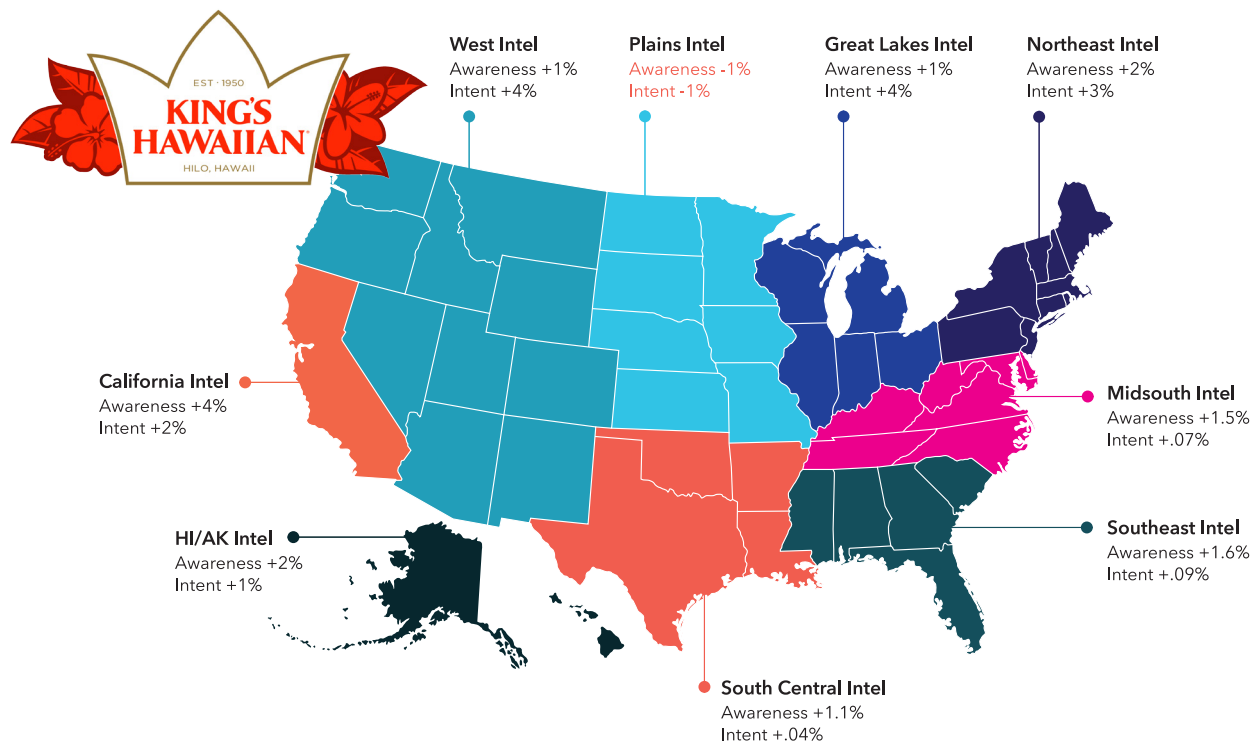 EST · 1950
KING'S
HAWAIIAN
HILO, HAWAII
West Intel
Awareness +1%
Intent +4%
Plains Intel
Awareness -1%
Intent -1%
Great Lakes Intel
Awareness +1%
Intent +4%
Northeast Intel
Awareness +2%
Intent +3%
California Intel
Awareness +4%
Intent +2%
Midsouth Intel
Awareness +1.5%
Intent +.07%
HI/AK Intel
Awareness +2%
Intent +1%
Southeast Intel
Awareness +1.6%
Intent +.09%
South Central Intel
Awareness +1.1%
Intent +.04%